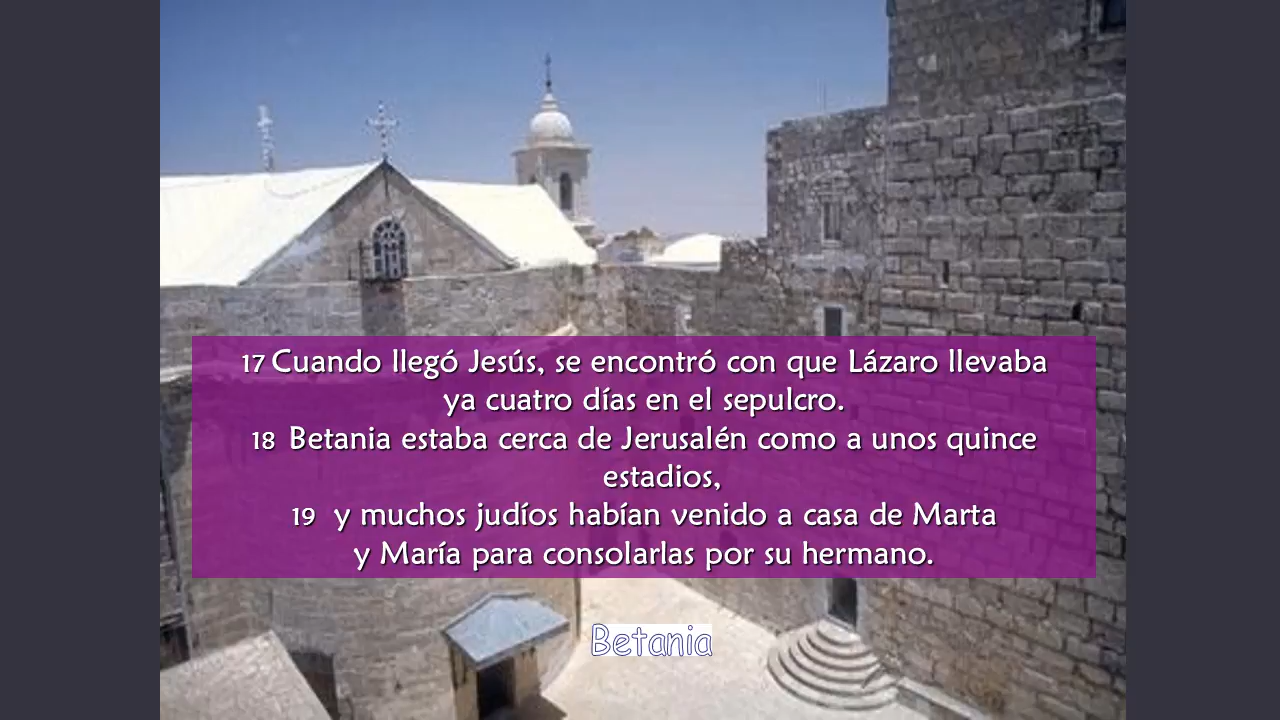 17 Cuando llegó Jesús, se encontró con que Lázaro llevaba
ya cuatro días en el sepulcro.
18 Betania estaba cerca de Jerusalén como a unos quince
estadios,
19 y muchos judíos habían venido a casa de Marta
y María para consolarlas por su hermano.
Betania